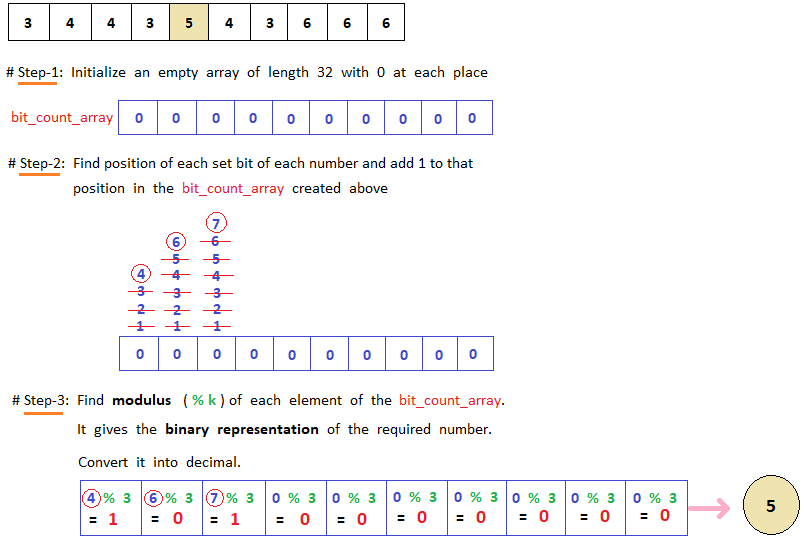 3 4 4 3 5 4 3 6 6 6
# Step-1: Initialize an empty array of length 32 with 0 at each place
bit_count_array 0 0 0 0 0 0 0 0 0 0
# Step-2: Find position of each set bit of each number and add 1 to that
position in the bit_count_array created above
7
6 6
5 5
4 4 4
3 3 3
2 2 2
1 1 1
0 0 0 0 0 0 0 0 0 0
# Step-3: Find modulus ( % k ) of each element of the bit_count_array.
It gives the binary representation of the required number.
Convert it into decimal.
4 % 3 6 % 3 7 % 3 0 % 3 0 % 3 0 % 3 0 % 3 0 % 3 0 % 3 0 % 3
= 1 = 0 = 1 = 0 = 0 = 0 = 0 = 0 = 0 = 0
5